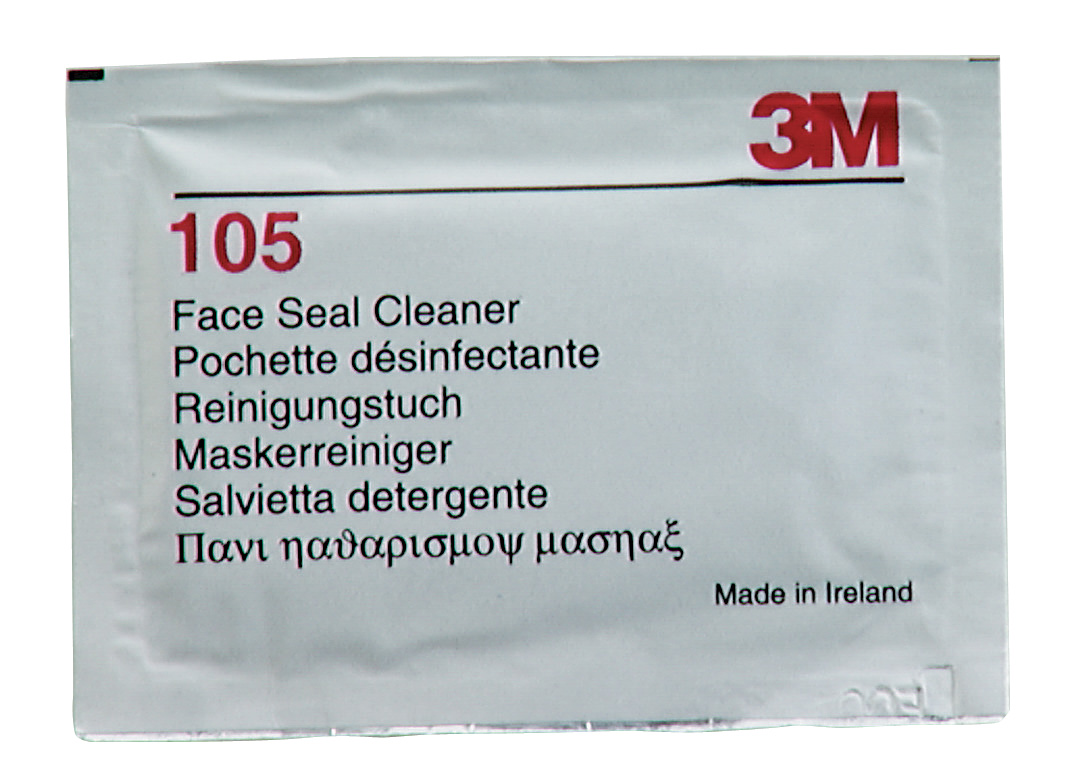 3M
105
Face Seal Cleaner
Pochette désinfectante
Reinigungstuch
Maskerreiniger
Salvietta detergente
Πανι ηαϑαρισμοψ μασηαξ
Made in Ireland